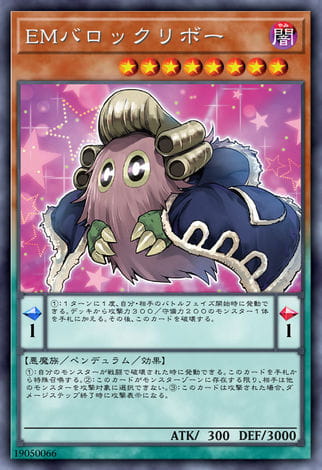 EMバロックリボー
やみ
闇
①:1ターンに1度、自分・相手のバトルフェイズ開始時に発動で
きる。デッキから攻撃力300/守備力200のモンスター1体
を手札に加える。その後、このカードを破壊する。
1
1
【悪魔族/ペンデュラム/効果】
①:自分のモンスターが戦闘で破壊された時に発動できる。このカードを手札か
ら特殊召喚する。②:このカードがモンスターゾーンに存在する限り、相手は他
のモンスターを攻撃対象に選択できない。③:このカードは攻撃された場合、ダ
メージステップ終了時に攻撃表示になる。
ATK/ 300 DEF/3000
19050066